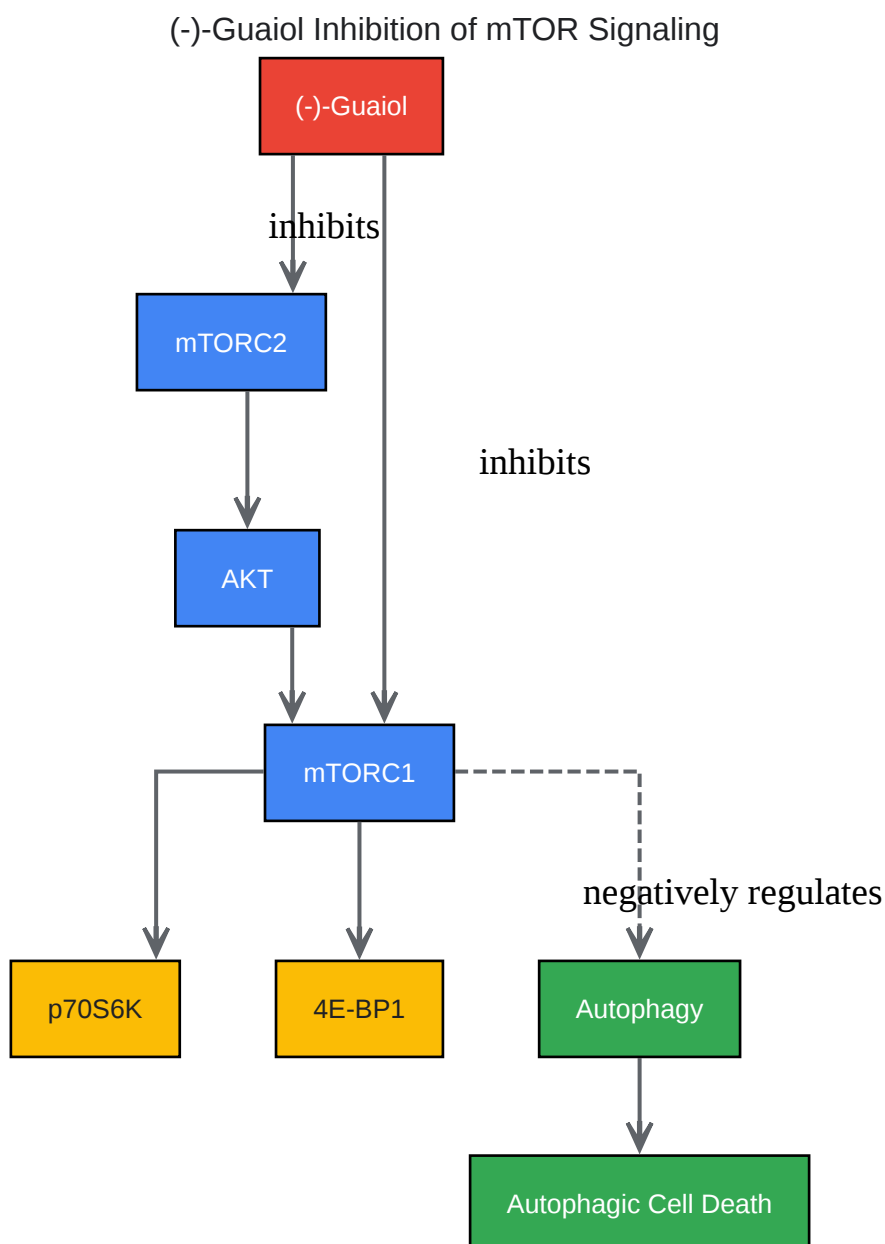 (-)-Guaiol Inhibition of mTOR Signaling
(-)-Guaiol
inhibits
mTORC2
inhibits
AKT
mTORC1
negatively regulates
p70S6K
4E-BP1
Autophagy
Autophagic Cell Death